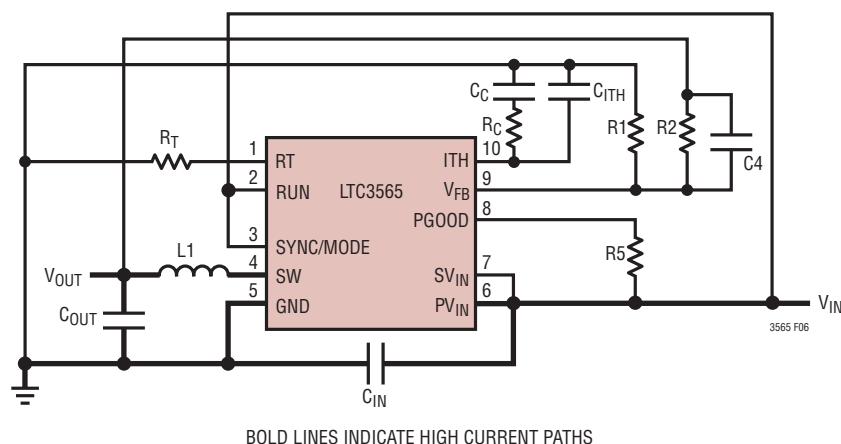 C_C
C_ITH
R_T
R_C
R1
R2
C4
1
RT
ITH
10
2
RUN
LTC3565
V_FB
9
PGOOD
8
3
SYNC/MODE
R5
L1
V_OUT
4
SW
SV_IN
7
5
GND
PV_IN
6
V_IN
C_OUT
3565 F06
C_IN
BOLD LINES INDICATE HIGH CURRENT PATHS